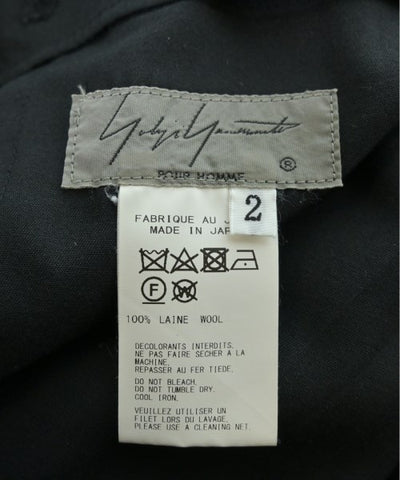 Yohji Yamamoto
®
POUR HOMME
2
FABRIQUE AU
MADE IN
F
W
100% LAINE WOOL
DECOLORANTS INTERDITS.
NE PAS FAIRE SECHER A LA
MACHINE.
REPASSER AU FER TIEDE.
DO NOT BLEACH.
DO NOT TUMBLE DRY.
COOL IRON.
VEUILLEZ UTILISER UN
FILET LORS DU LAVAGE.
PLEASE USE A CLEANING NET.